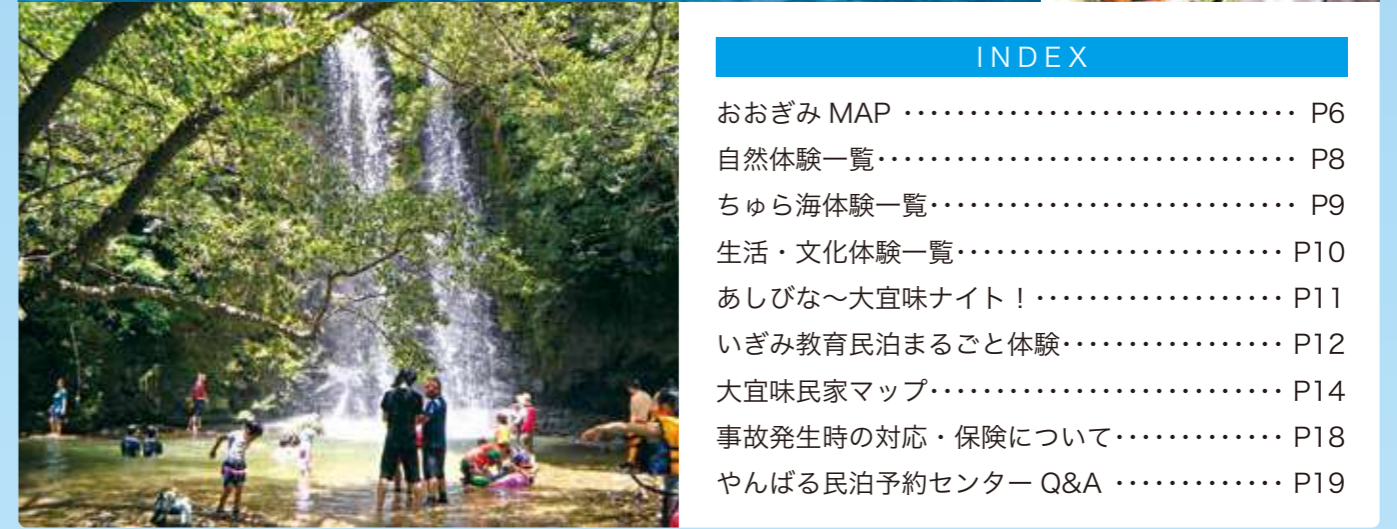 INDEX
おおぎみ MAP ・・・・・・・・・・・・・・・・・・・・・・・・・・・・・・ P6
自然体験一覧・・・・・・・・・・・・・・・・・・・・・・・・・・・・・・・・ P8
ちゅら海体験一覧・・・・・・・・・・・・・・・・・・・・・・・・・・・・ P9
生活・文化体験一覧・・・・・・・・・・・・・・・・・・・・・・・・・ P10
あしびな〜大宜味ナイト！・・・・・・・・・・・・・・・・・・・ P11
いぎみ教育民泊まるごと体験・・・・・・・・・・・・・・・・・ P12
大宜味民家マップ・・・・・・・・・・・・・・・・・・・・・・・・・・・ P14
事故発生時の対応・保険について・・・・・・・・・・・・・ P18
やんばる民泊予約センター Q&A ・・・・・・・・・・・・・ P19